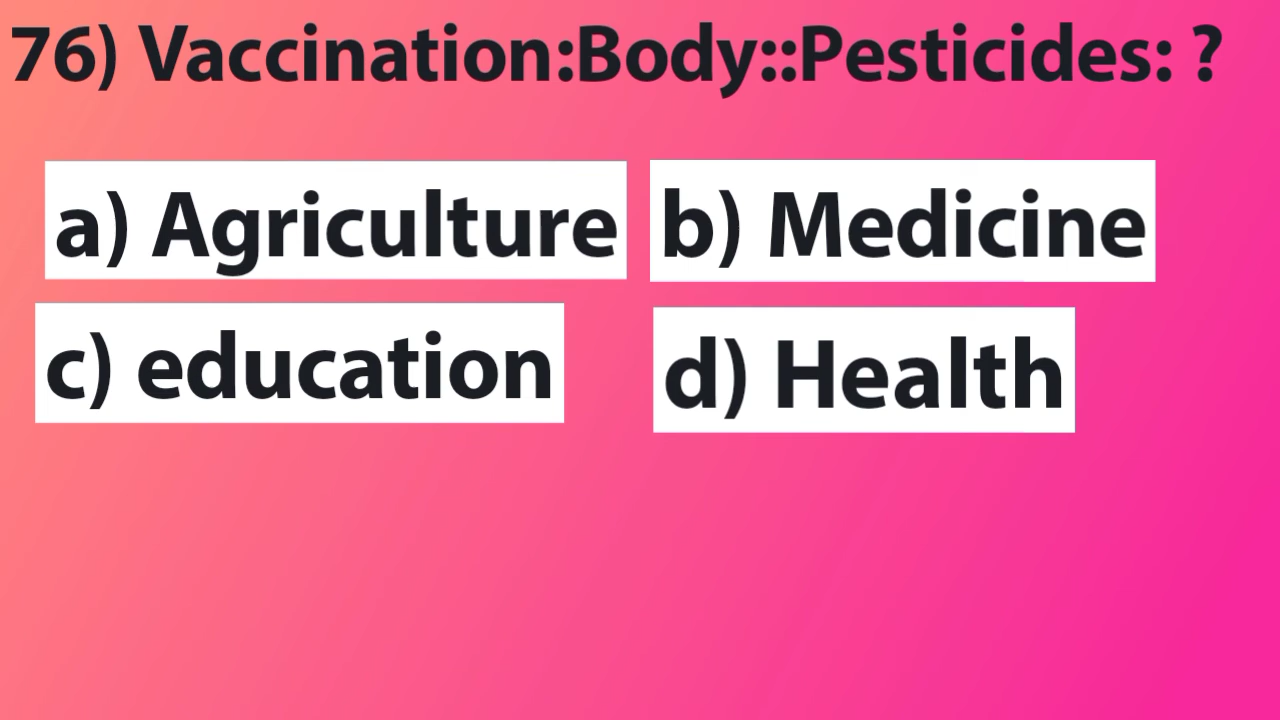 76) Vaccination:Body::Pesticides: ?
a) Agriculture b) Medicine
c) education d) Health